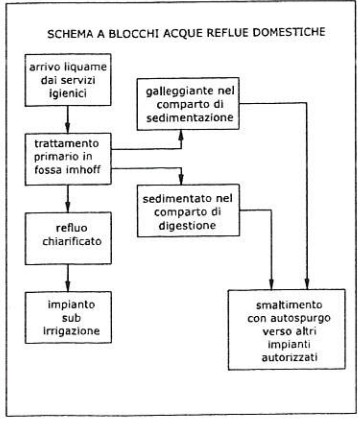 SCHEMA A BLOCCHI ACQUE REFLUE DOMESTICHE
arrivo liquame
dai servizi
igienici
galleggiante nel
comparto di
sedimentazione
trattamento
primario in
fossa imhoff
sedimentato nel
comparto di
digestione
refluo
chiarificato
impianto
sub
irrigazione
smaltimento
con autospurgo
verso altri
impianti
autorizzati